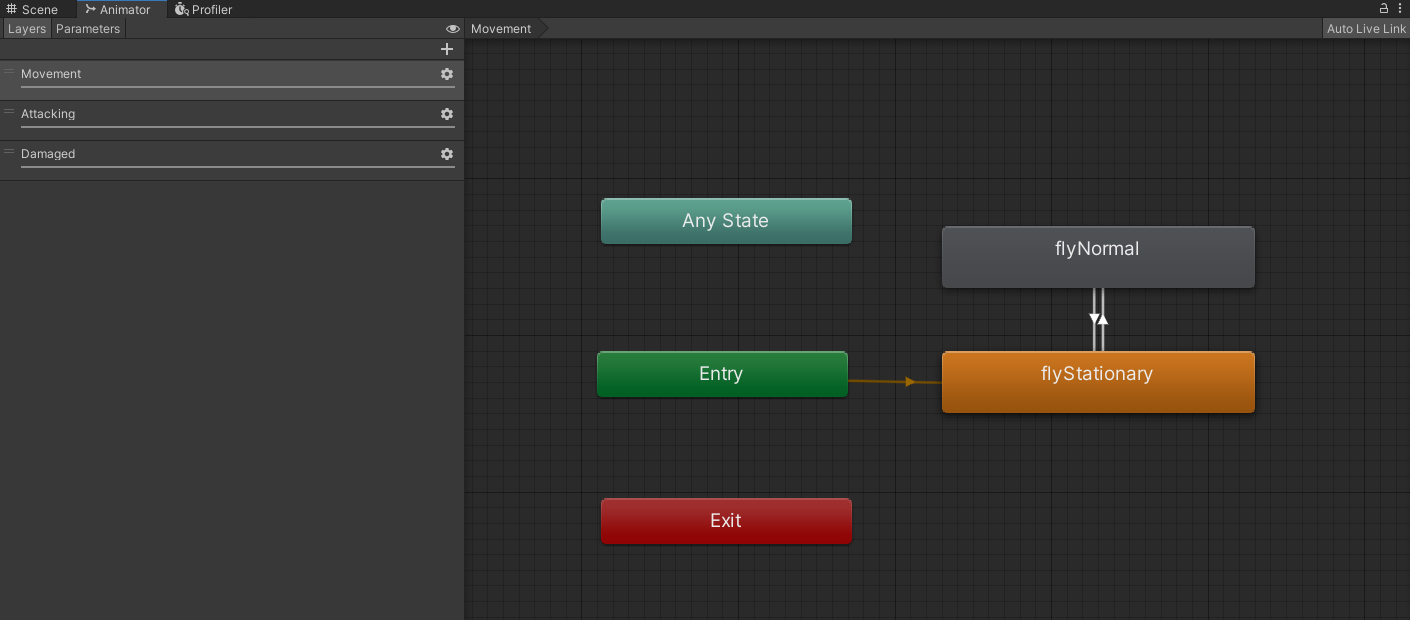 Scene
Animator
Profiler
Layers
Parameters
Movement
Auto Live Link
Movement
Attacking
Damaged
Any State
flyNormal
Entry
flyStationary
Exit